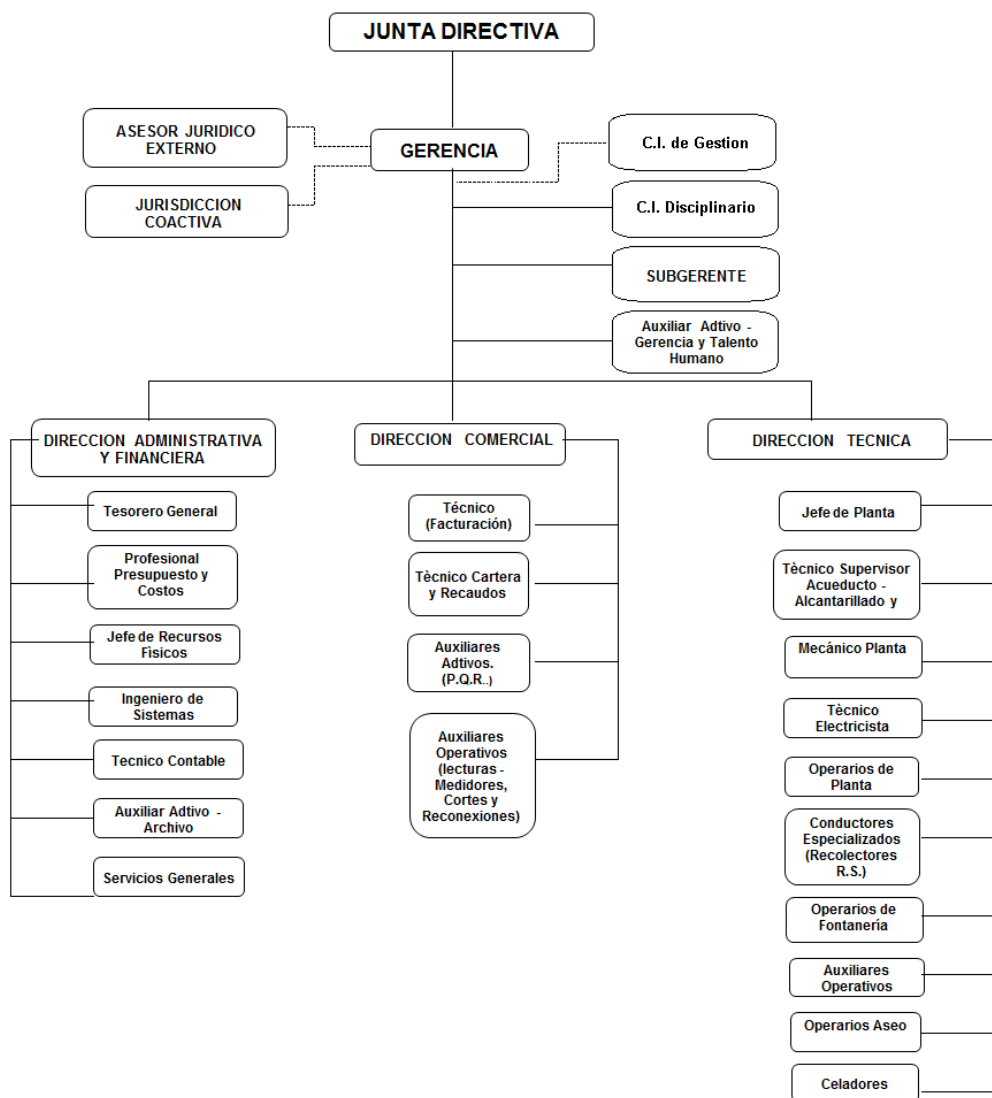 JUNTA DIRECTIVA
ASESOR JURIDICO
EXTERNO
GERENCIA
C.I. de Gestion
JURISDICCION
COACTIVA
C.I. Disciplinario
SUBGERENTE
Auxiliar Adtivo -
Gerencia y Talento
Humano
DIRECCION ADMINISTRATIVA
Y FINANCIERA
Tesorero General
Profesional
Presupuesto y
Costos
Jefe de Recursos
Fìsicos
Ingeniero de
Sistemas
Tecnico Contable
Auxiliar Adtivo -
Archivo
Servicios Generales
DIRECCION COMERCIAL
Técnico
(Facturación)
Tècnico Cartera
y Recaudos
Auxiliares
Adtivos.
(P.Q.R..)
Auxiliares
Operativos
(lecturas -
Medidores,
Cortes y
Reconexiones)
DIRECCION TECNICA
Jefe de Planta
Tècnico Supervisor
Acueducto -
Alcantarillado y
Mecánico Planta
Tècnico
Electricista
Operarios de
Planta
Conductores
Especializados
(Recolectores
R.S.)
Operarios de
Fontanería
Auxiliares
Operativos
Operarios Aseo
Celadores